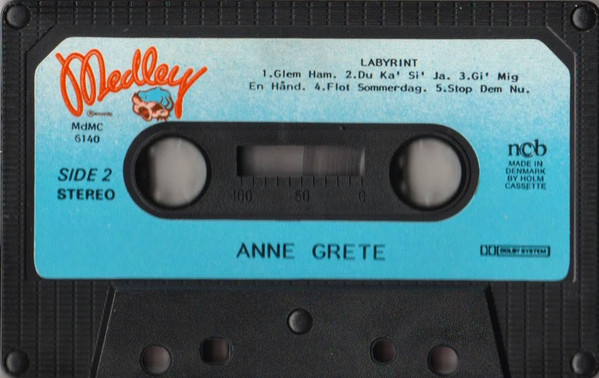 Medley
MdMC
6140
SIDE 2
STEREO
LABYRINT
1.Glem Ham. 2.Du Ka' Si' Ja. 3.Gi' Mig
En Hånd. 4.Flot Sommerdag. 5.Stop Dem Nu.
ncb
MADE IN
DENMARK
BY HOLM
CASSETTE
100 50 0
ANNE GRETE
DOLBY SYSTEM